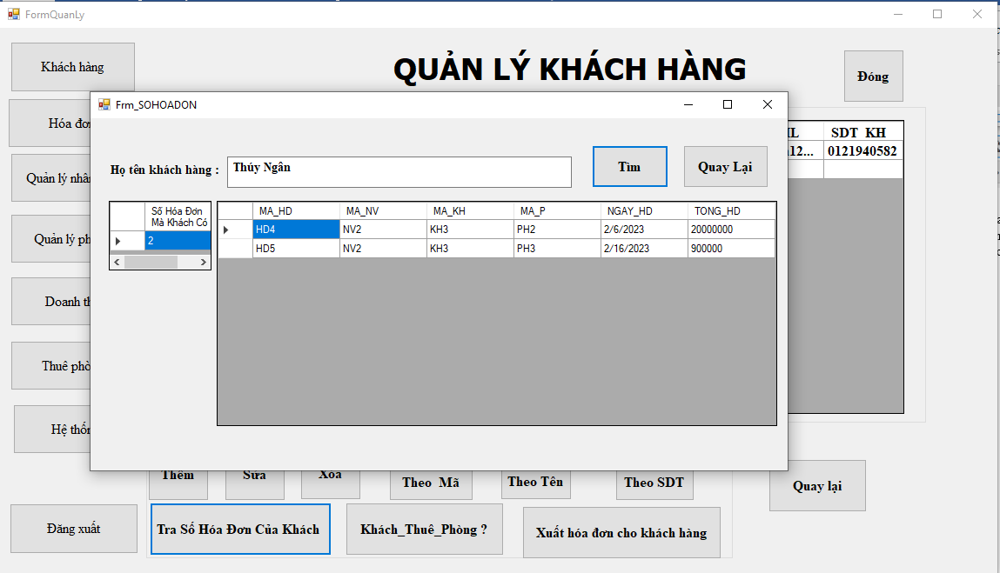 FormQuanLy
QUẢN LÝ KHÁCH HÀNG
Đóng
Khách hàng
Hóa đơ
Quản lý nhâ
Quản lý ph
Doanh t
Thuê phò
Hệ thố
Đăng xuất
Frm_SOHOADON
Họ tên khách hàng :
Thúy Ngân
Tìm
Quay Lại
Số Hóa Đơn
Mà Khách Có
2
MA_HD MA_NV MA_KH MA_P NGAY_HD TONG_HD
HD4 NV2 KH3 PH2 2/6/2023 20000000
HD5 NV2 KH3 PH3 2/16/2023 900000
IL SDT_KH
12... 0121940582
Thêm
Sửa
Xóa
Theo Mã
Theo Tên
Theo SDT
Quay lại
Tra Số Hóa Đơn Của Khách
Khách_Thuê_Phòng ?
Xuất hóa đơn cho khách hàng